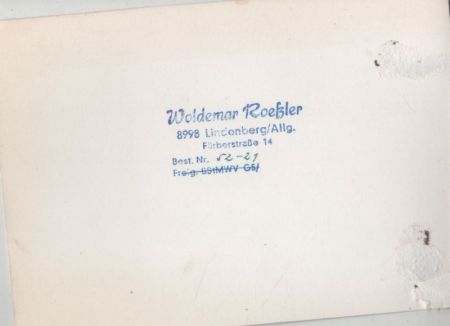 Woldemar Roeßler
8998 Lindenberg/Allg.
Färberstraße 14
Best. Nr. 52-21
Freig. BStMWV G5/